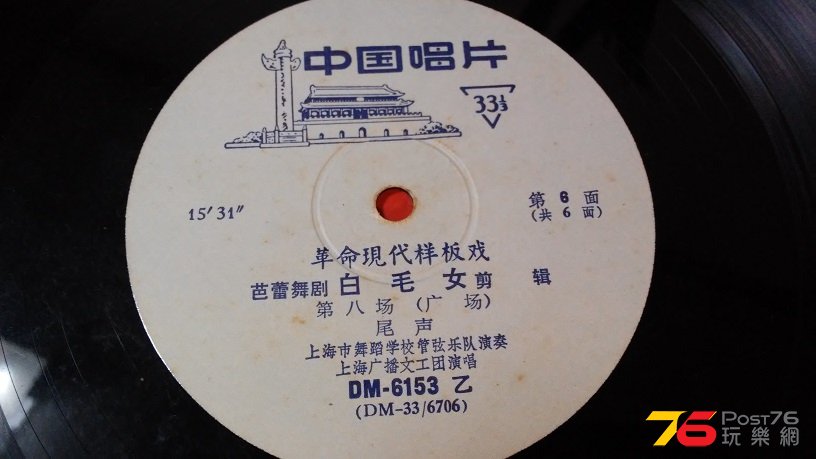 中国唱片
33⅓
15′31″
第 6 面
(共 6 面)
革命現代样板戏
芭蕾舞剧 白毛女 剪辑
第八场 (广场)
尾声
上海市舞蹈学校管弦乐队演奏
上海广播文工团演唱
DM-6153 乙
(DM-33/6706)
76 Post76
玩樂網